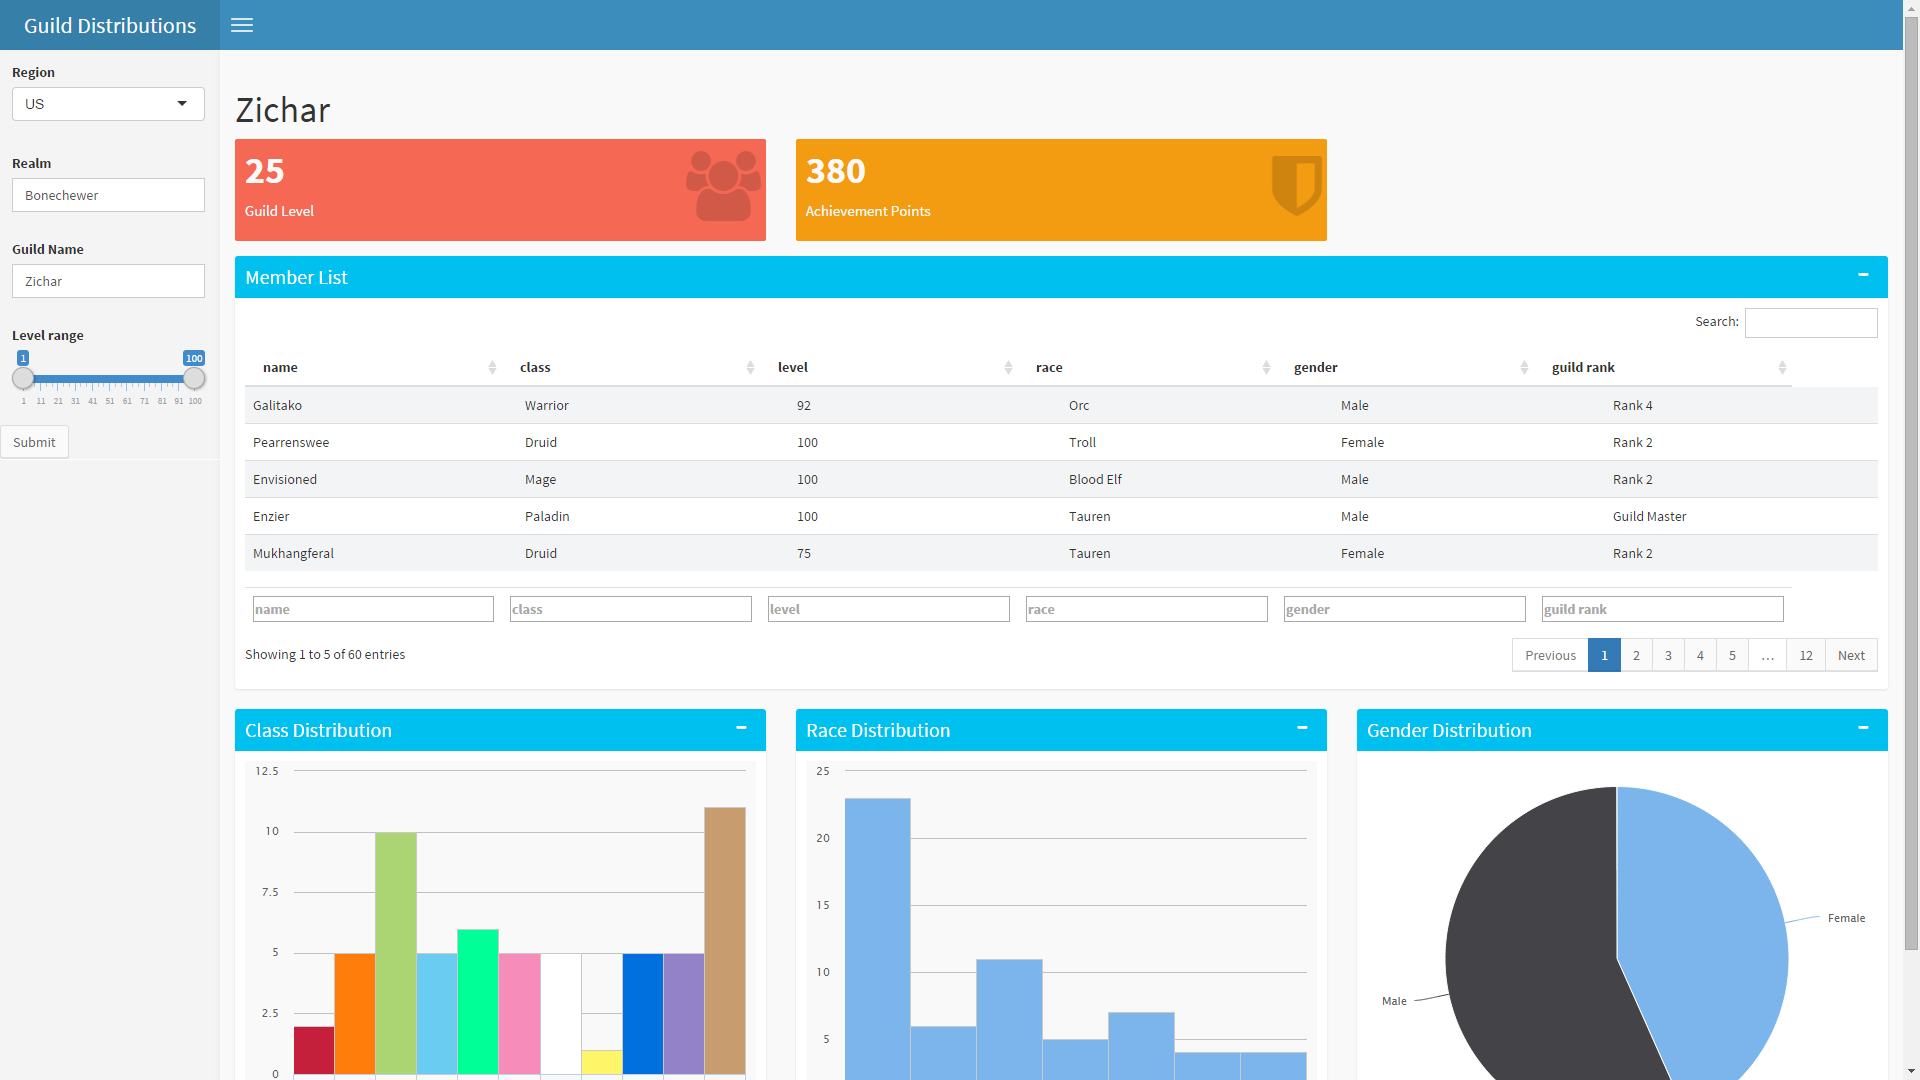 Guild Distributions
Region
US
Realm
Bonechewer
Guild Name
Zichar
Level range
1 100
1 11 21 31 41 51 61 71 81 91 100
Submit
Zichar
25
Guild Level
380
Achievement Points
Member List
Search:
name class level race gender guild rank
Galitako Warrior 92 Orc Male Rank 4
Pearrenswee Druid 100 Troll Female Rank 2
Envisioned Mage 100 Blood Elf Male Rank 2
Enzier Paladin 100 Tauren Male Guild Master
Mukhangferal Druid 75 Tauren Female Rank 2
name class level race gender guild rank
Showing 1 to 5 of 60 entries
Previous 1 2 3 4 5 … 12 Next
Class Distribution
12.5
10
7.5
5
2.5
0
Race Distribution
25
20
15
10
5
Gender Distribution
Female
Male